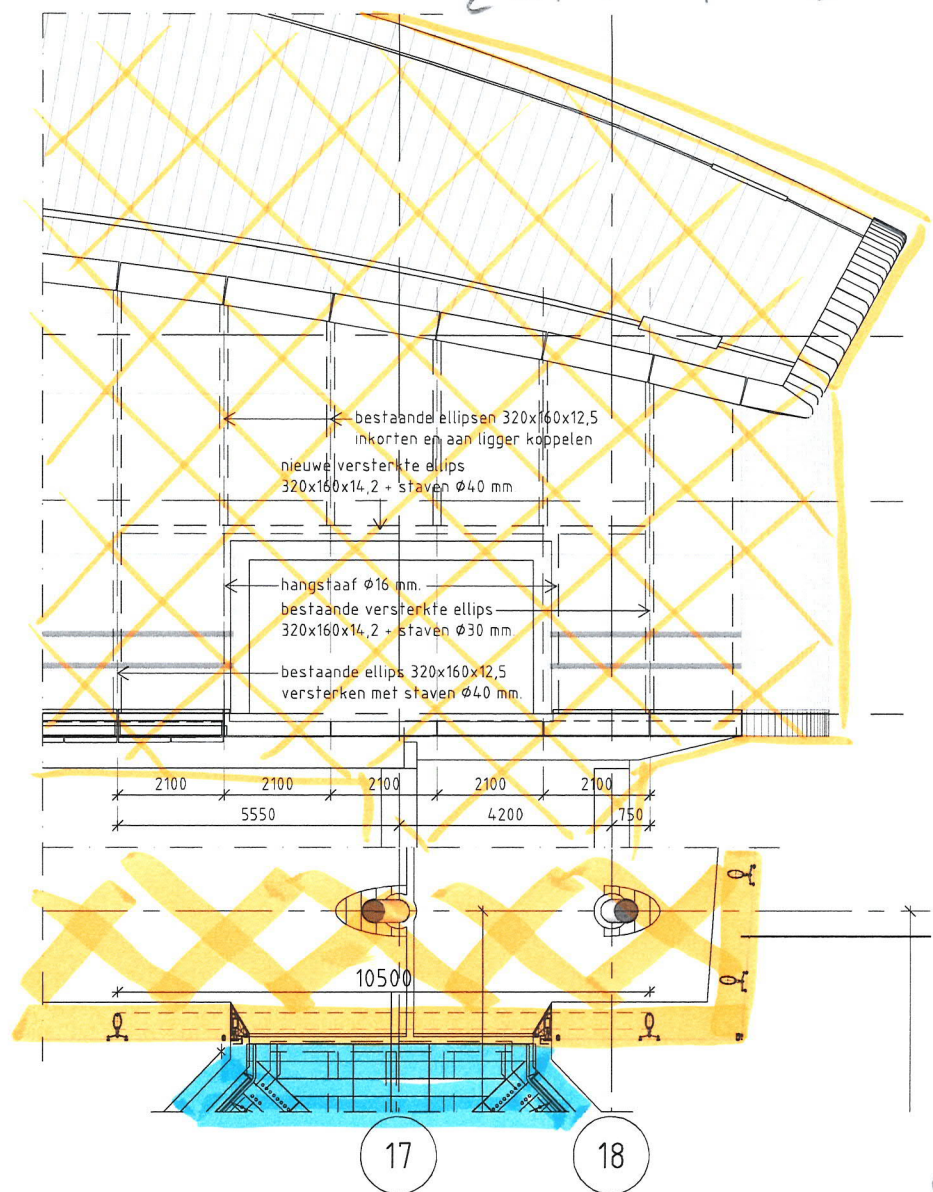 bestaande ellipsen 320x160x12,5
inkorten en aan ligger koppelen
nieuwe versterkte ellips
320x160x14,2 + staven Ø40 mm
hangstaaf Ø16 mm.
bestaande versterkte ellips
320x160x14,2 + staven Ø30 mm.
bestaande ellips 320x160x12,5
versterken met staven Ø40 mm.
2100 2100 2100 2100 2100
5550 4200 750
10500
17 18